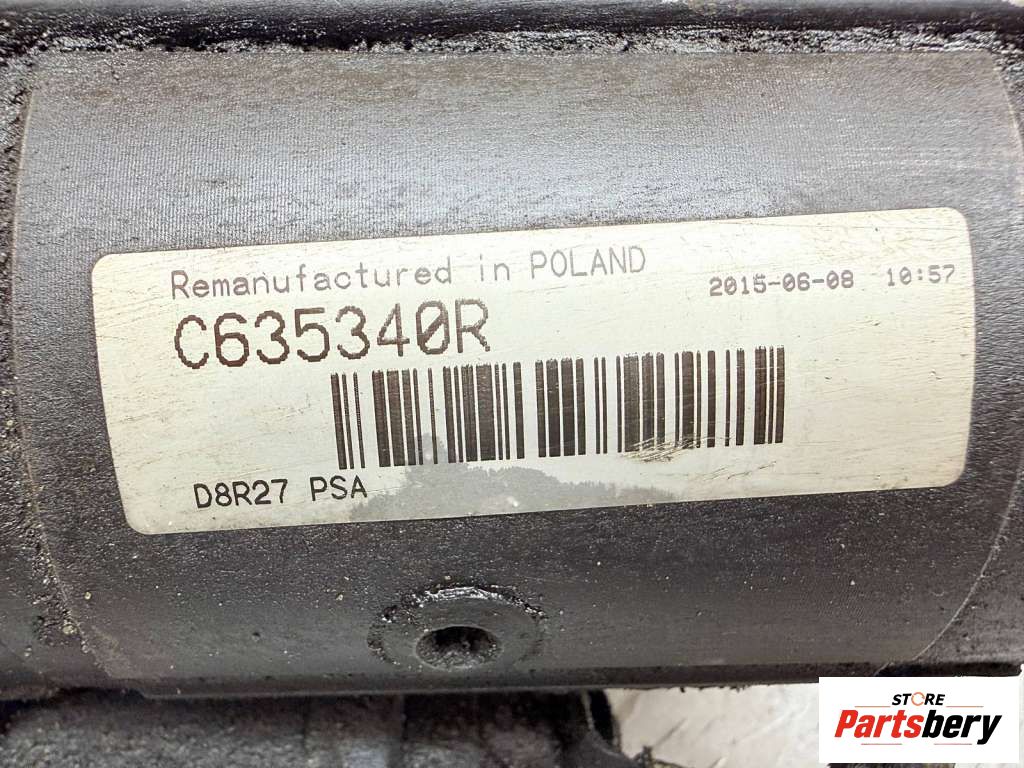 Remanufactured in POLAND
2015-06-08 10:57
C635340R
D8R27 PSA
STORE
Partsbery